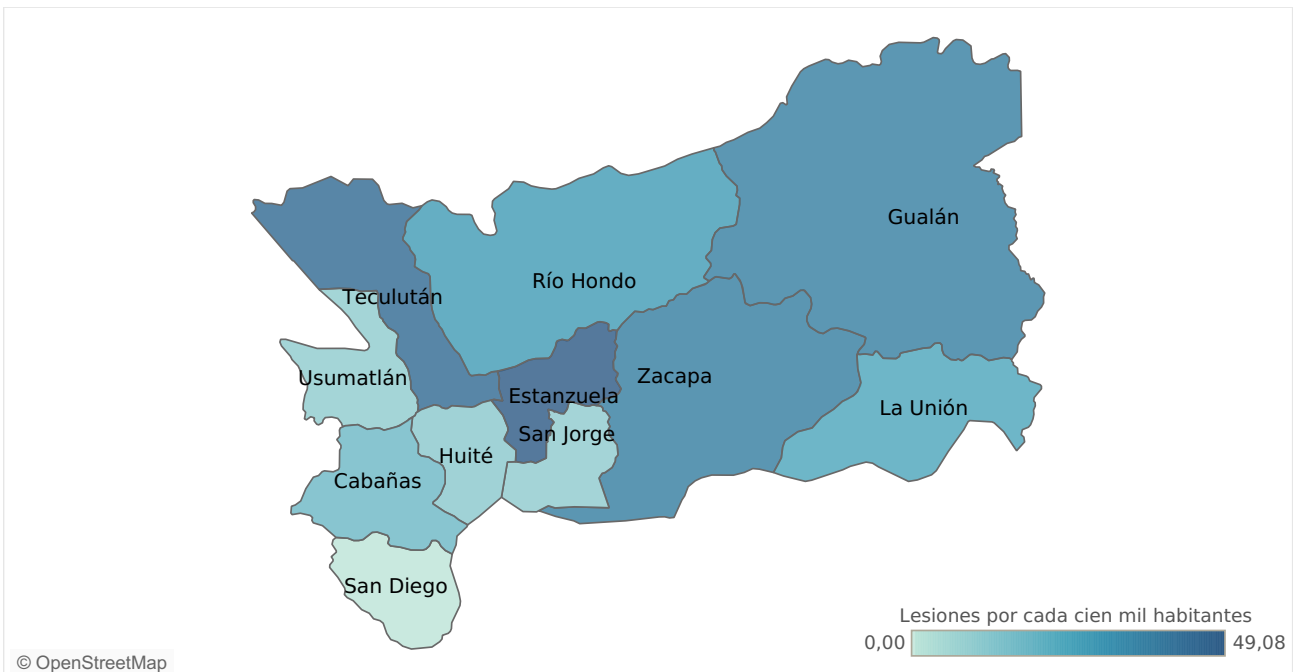 Gualán
Río Hondo
Teculután
Zacapa
Usumatlán
Estanzuela
La Unión
San Jorge
Huité
Cabañas
San Diego
Lesiones por cada cien mil habitantes
0,00 49,08
© OpenStreetMap